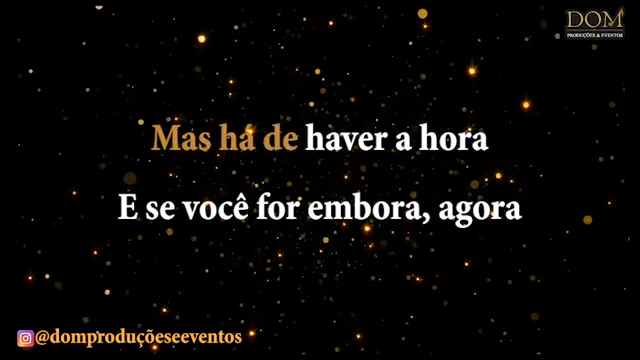 DOM
PRODUÇÕES & EVENTOS
Mas há de haver a hora
E se você for embora, agora
@domproduçõeseeventos